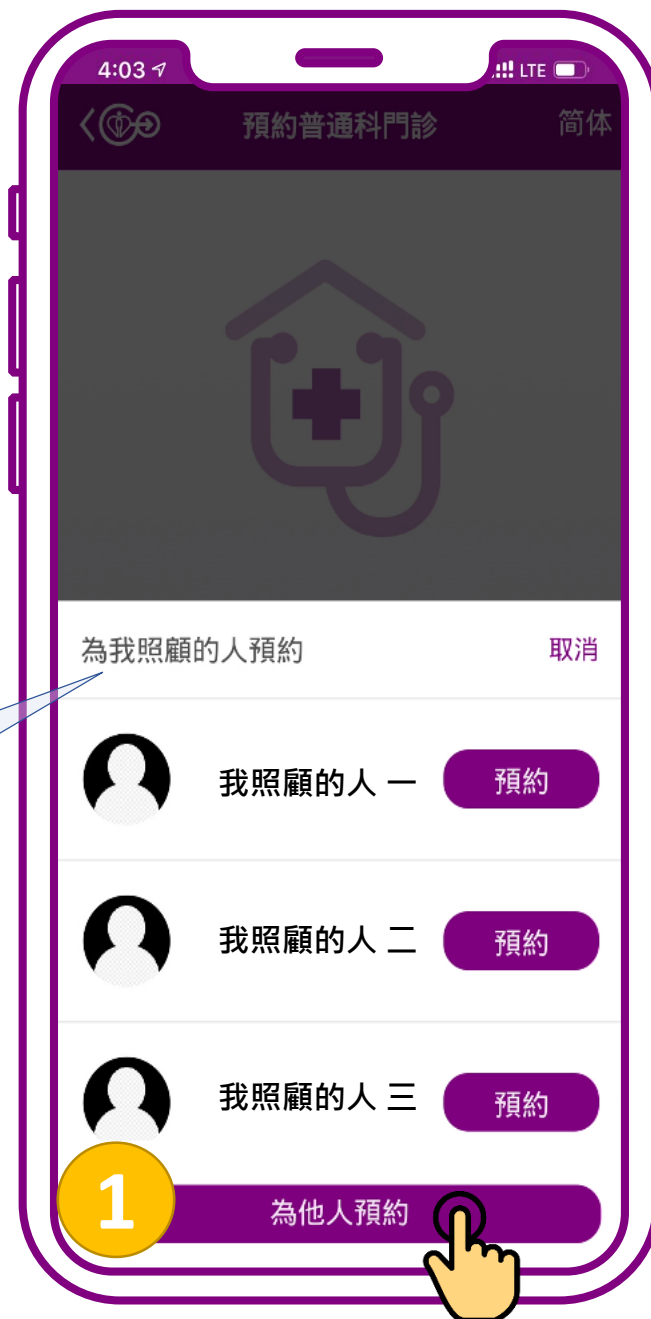 4:03 LTE
預約普通科門診 简体
為我照顧的人預約 取消
我照顧的人 一 預約
我照顧的人 二 預約
我照顧的人 三 預約
1 為他人預約